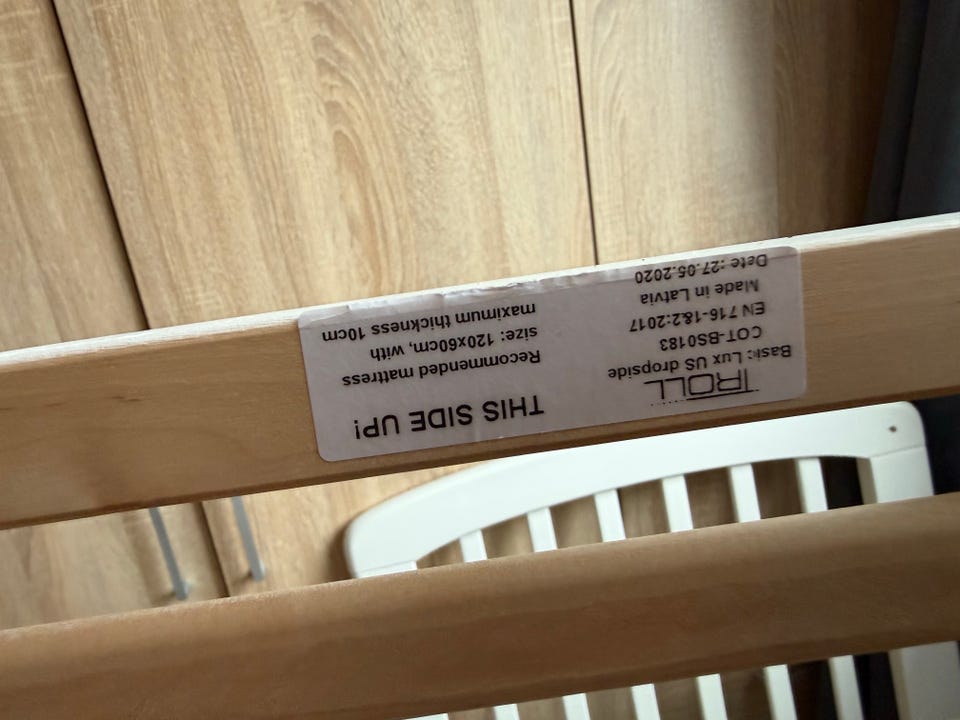 TROLL
Basic: Lux US dropside
COT-BS0183
EN 716-1&2:2017
Made in Latvia
Date :27.05.2020
THIS SIDE UP!
Recommended mattress
size: 120x60cm, with
maximum thickness 10cm